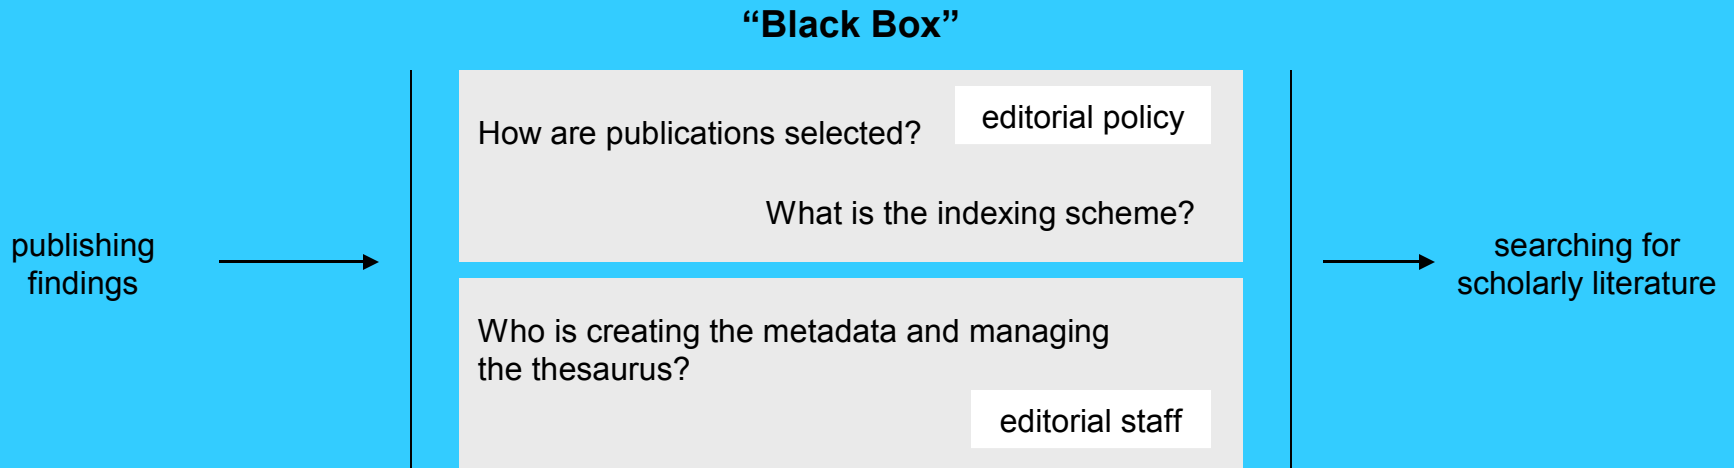 “Black Box”
How are publications selected?
editorial policy
What is the indexing scheme?
publishing
findings
searching for
scholarly literature
Who is creating the metadata and managing
the thesaurus?
editorial staff